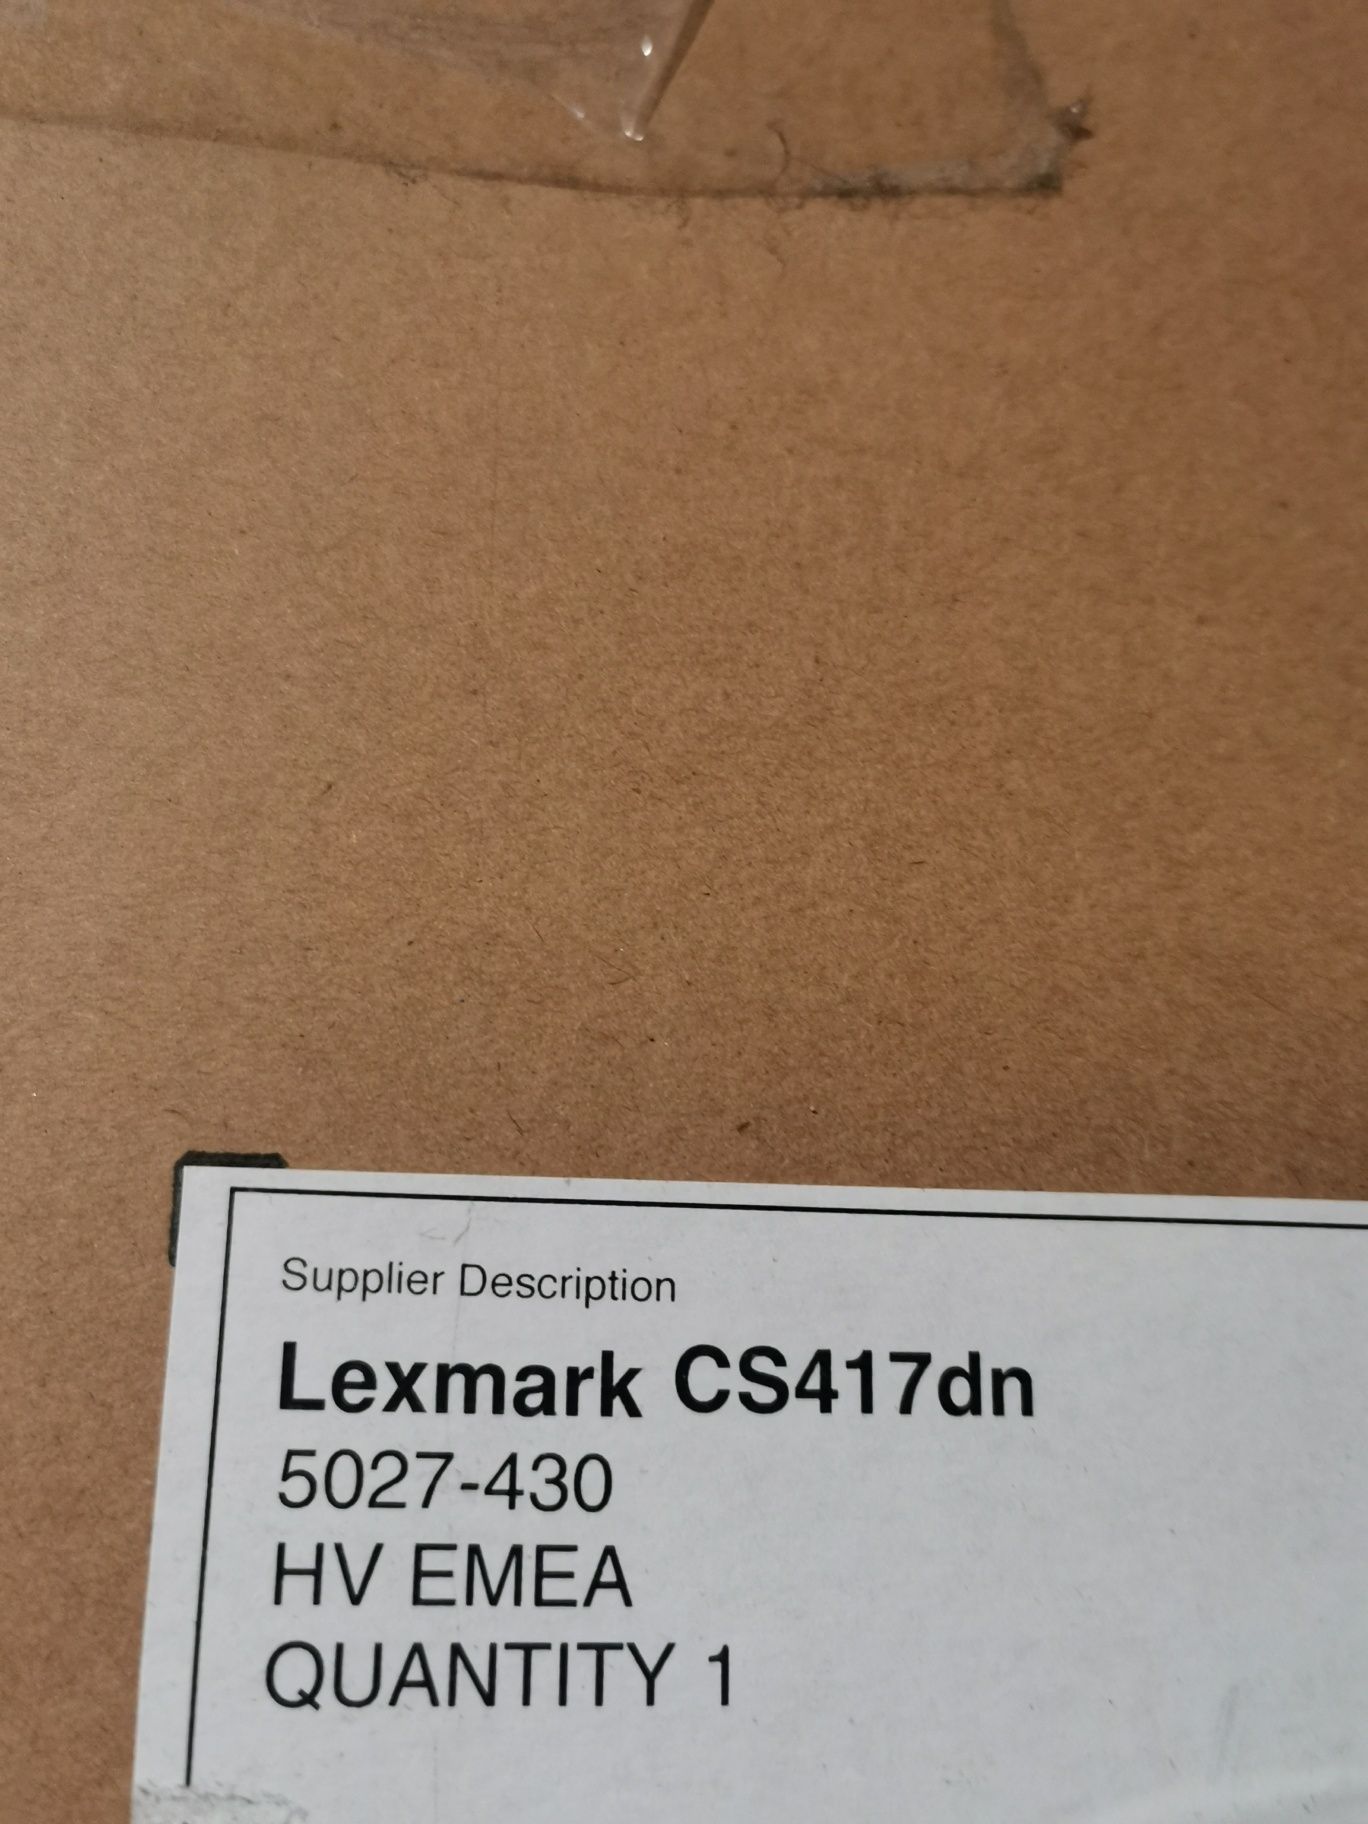 Supplier Description
Lexmark CS417dn
5027-430
HV EMEA
QUANTITY 1